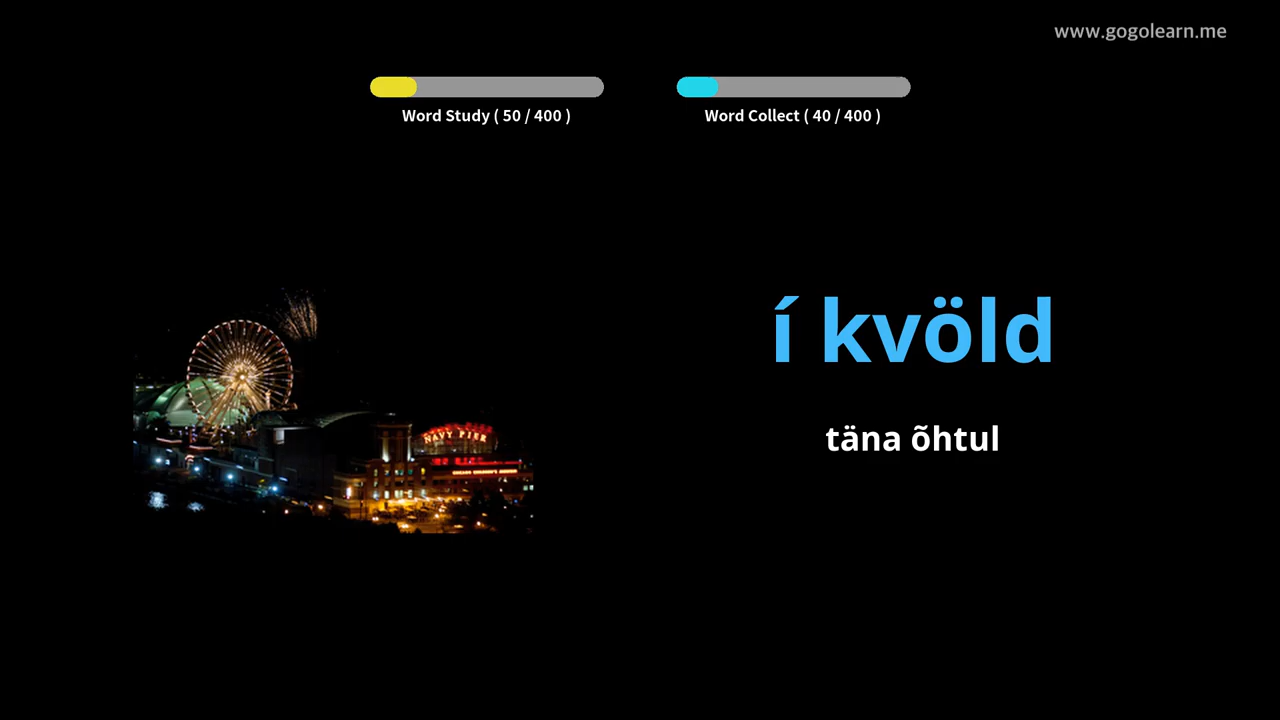 www.gogolearn.me
Word Study ( 50 / 400 )
Word Collect ( 40 / 400 )
í kvöld
täna õhtul
NAVY PIER